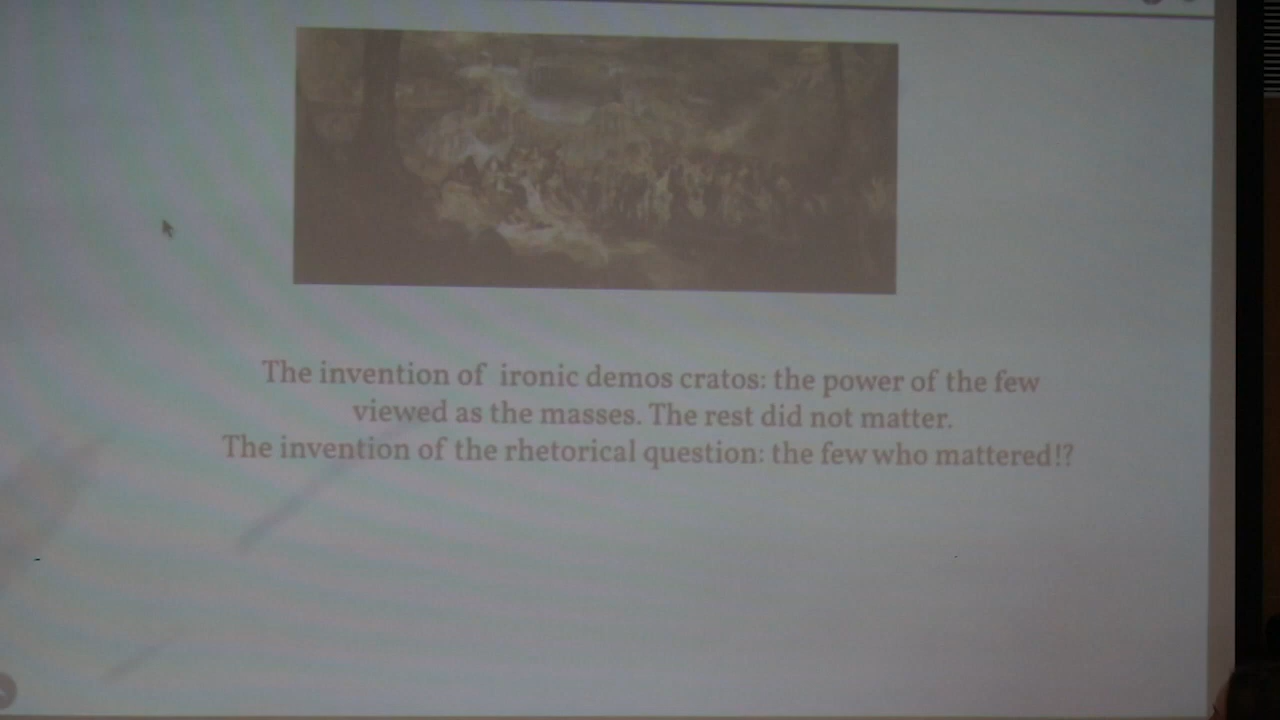 The invention of ironic demos cratos: the power of the few
viewed as the masses. The rest did not matter.
The invention of the rhetorical question: the few who mattered!?